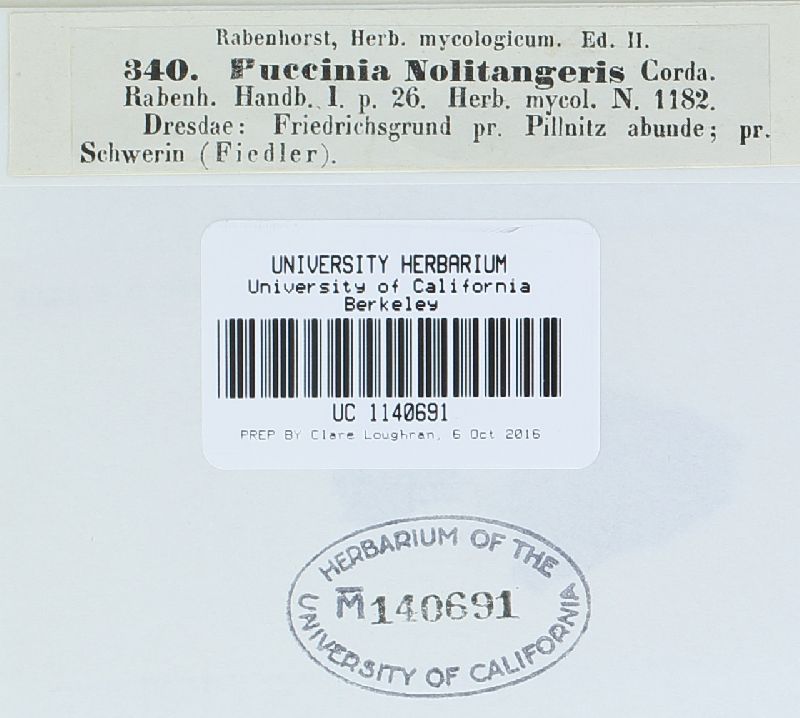 Rabenhorst, Herb. mycologicum. Ed. II.
340. Puccinia Nolitangeris Corda.
Rabenh. Handb. I. p. 26. Herb. mycol. N. 1182.
Dresdae: Friedrichsgrund pr. Pillnitz abunde; pr.
Schwerin (Fiedler).
UNIVERSITY HERBARIUM
University of California
Berkeley
UC 1140691
PREP BY Clare Loughran, 6 Oct 2016
HERBARIUM OF THE
M̅ 140691
UNIVERSITY OF CALIFORNIA